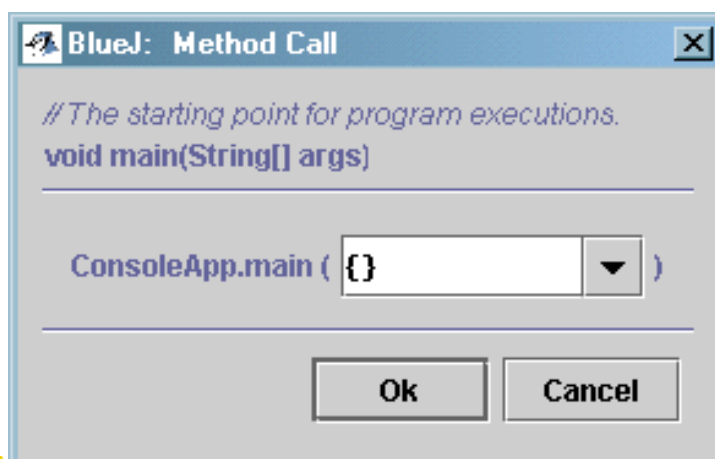 BlueJ: Method Call
// The starting point for program executions.
void main(String[] args)
ConsoleApp.main ( {} )
Ok Cancel